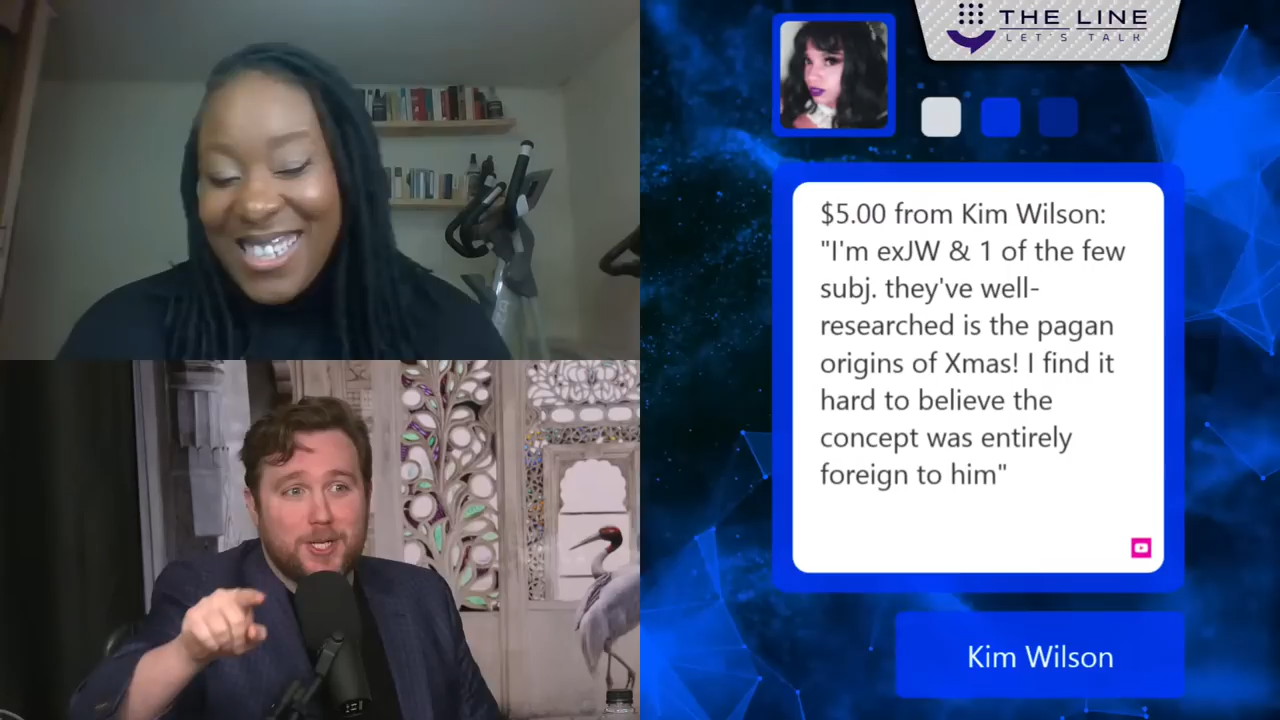 THE LINE
LET'S TALK
$5.00 from Kim Wilson:
"I'm exJW & 1 of the few
subj. they've well-
researched is the pagan
origins of Xmas! I find it
hard to believe the
concept was entirely
foreign to him"
Kim Wilson